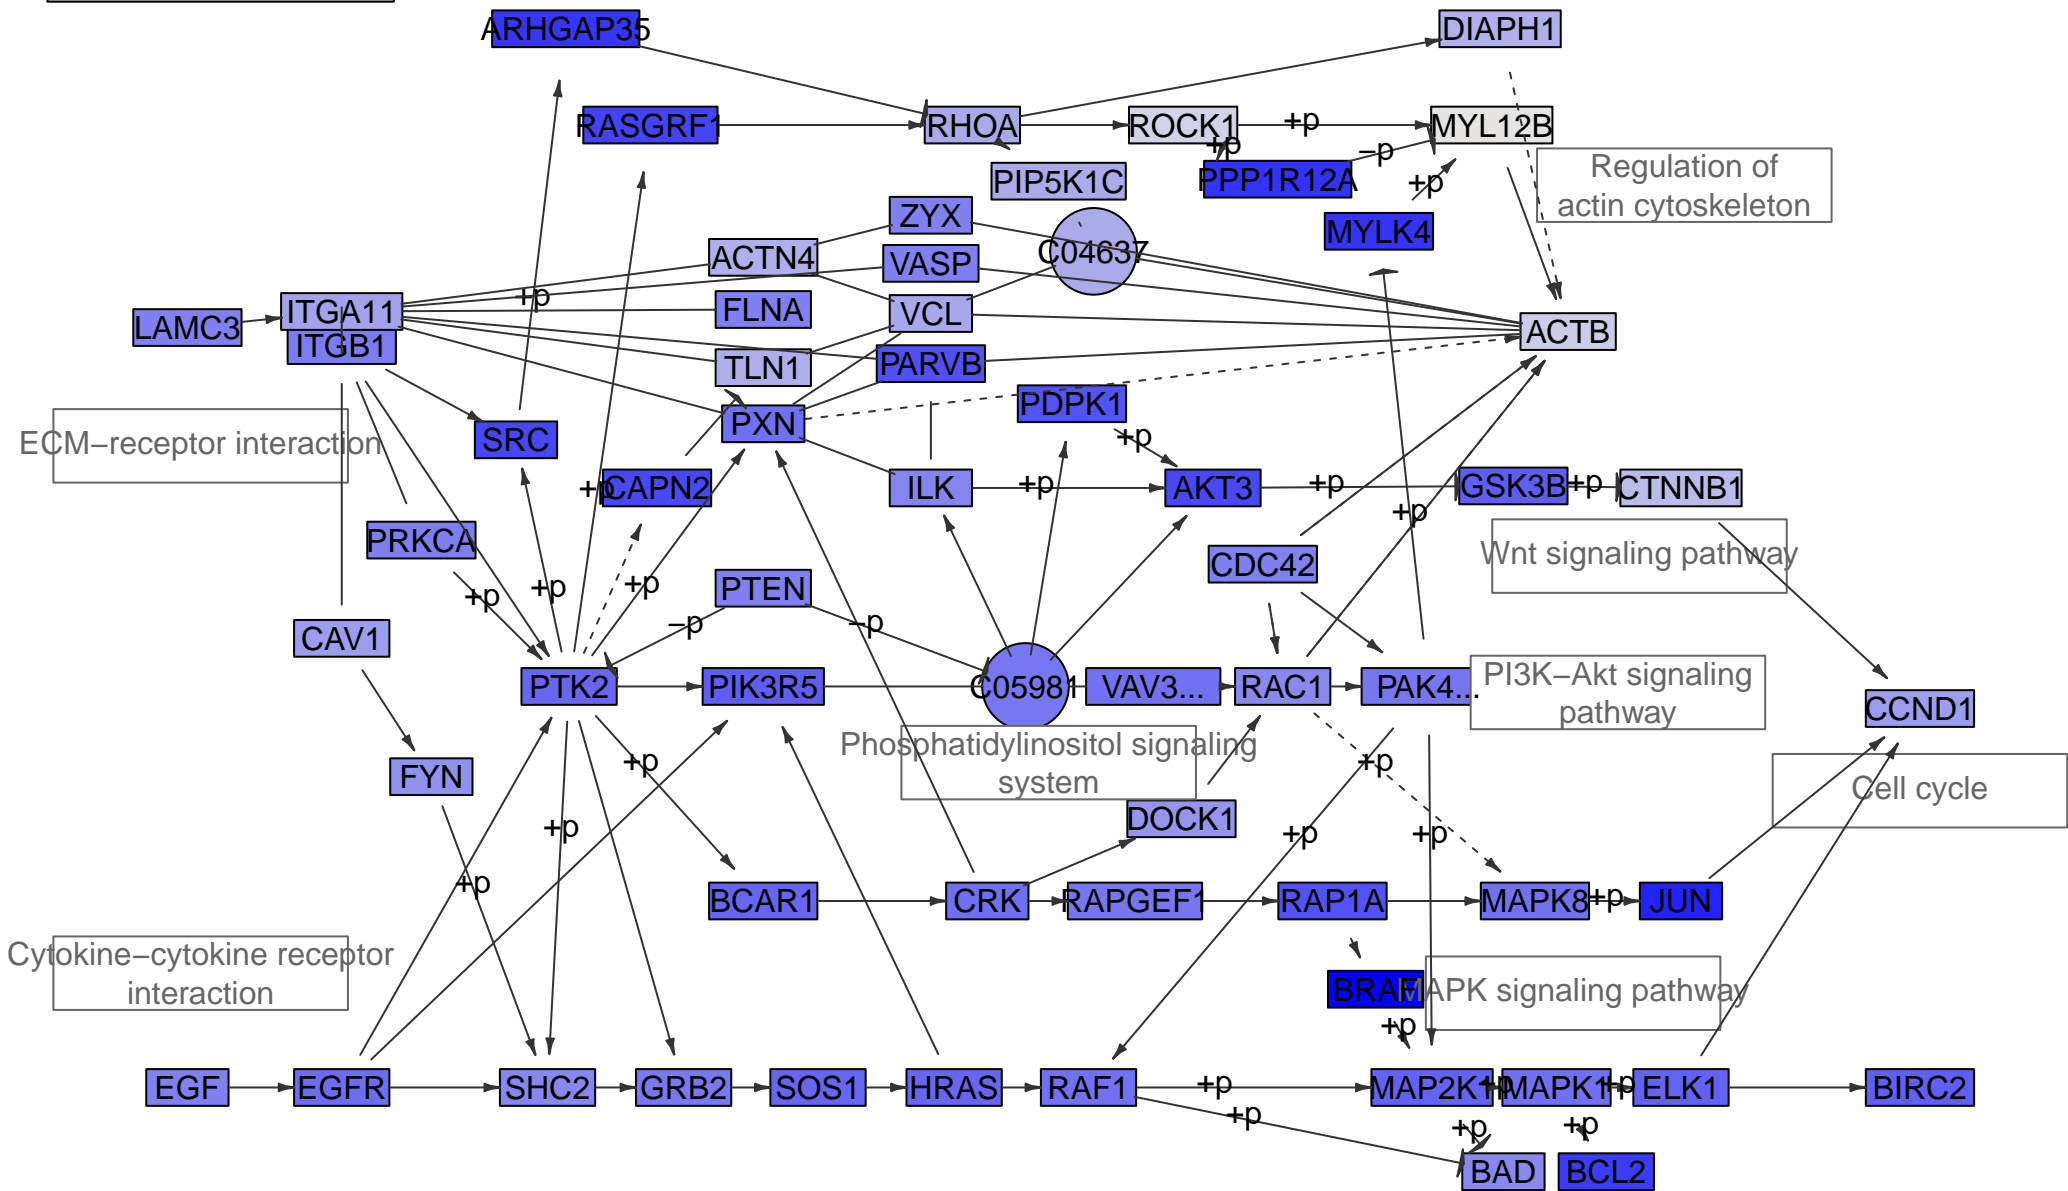 ARHGAP35
DIAPH1
RASGRF1
RHOA
ROCK1
+p
MYL12B
+p
−p
PIP5K1C
PPP1R12A
+p
Regulation of
actin cytoskeleton
ZYX
MYLK4
ACTN4
VASP
C04637
+p
ITGA11
FLNA
VCL
LAMC3
ITGB1
ACTB
TLN1
PARVB
PXN
PDPK1
ECM−receptor interaction
SRC
+p
+p
CAPN2
ILK
+p
AKT3
+p
GSK3B
+p
CTNNB1
+p
PRKCA
Wnt signaling pathway
CDC42
+p
+p
+p
PTEN
−p
−p
CAV1
PTK2
PIK3R5
C05981
VAV3...
RAC1
PAK4...
PI3K−Akt signaling
pathway
CCND1
Phosphatidylinositol signaling
system
FYN
+p
+p
Cell cycle
DOCK1
+p
+p
+p
+p
BCAR1
CRK
RAPGEF1
RAP1A
MAPK8
+p
JUN
Cytokine−cytokine receptor
interaction
BRAF
MAPK signaling pathway
+p
EGF
EGFR
SHC2
GRB2
SOS1
HRAS
RAF1
+p
MAP2K1
+p
MAPK1
+p
ELK1
BIRC2
+p
+p
+p
BAD
BCL2